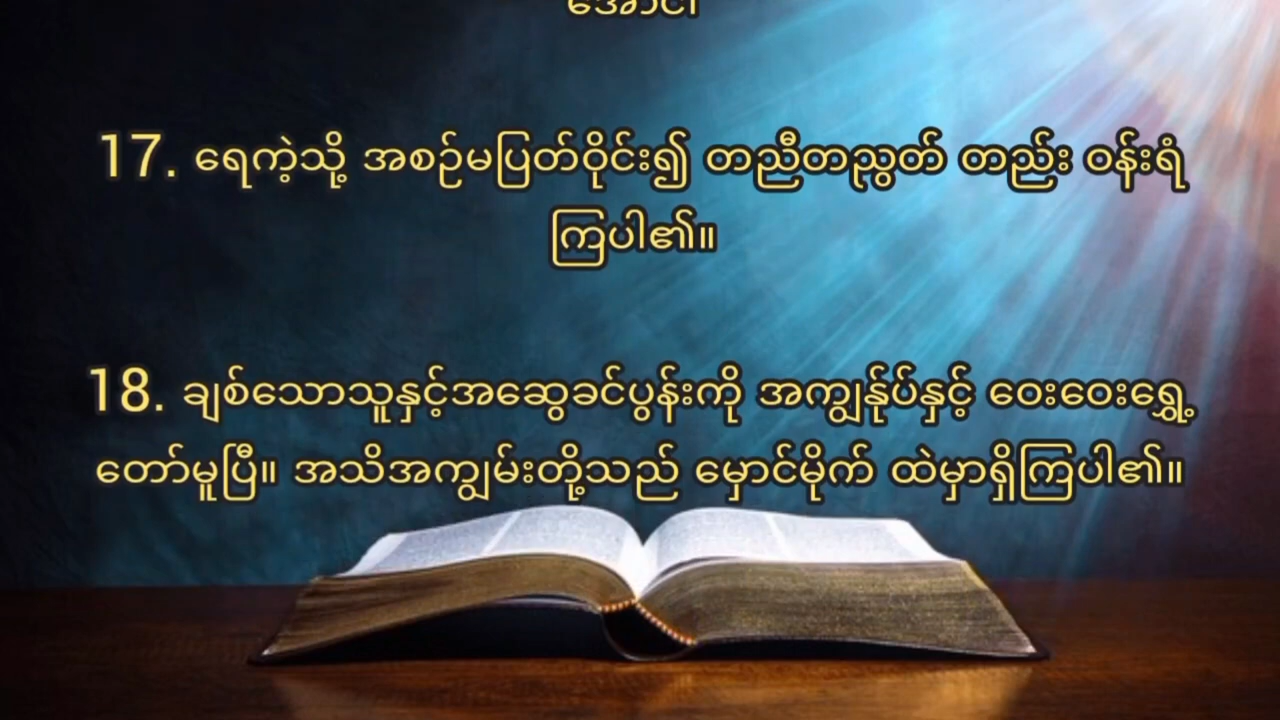 17. ရေကဲ့သို့ အစဉ်မပြတ်ဝိုင်း၍ တညီတညွတ် တည်း ဝန်းရံ
ကြပါ၏။
18. ချစ်သောသူနှင့်အဆွေခင်ပွန်းကို အကျွန်ုပ်နှင့် ဝေးဝေးရွှေ့
တော်မူပြီ။ အသိအကျွမ်းတို့သည် မှောင်မိုက် ထဲမှာရှိကြပါ၏။